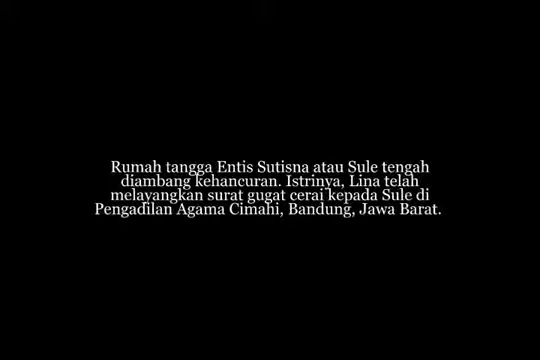 Rumah tangga Entis Sutisna atau Sule tengah
diambang kehancuran. Istrinya, Lina telah
melayangkan surat gugat cerai kepada Sule di
Pengadilan Agama Cimahi, Bandung, Jawa Barat.